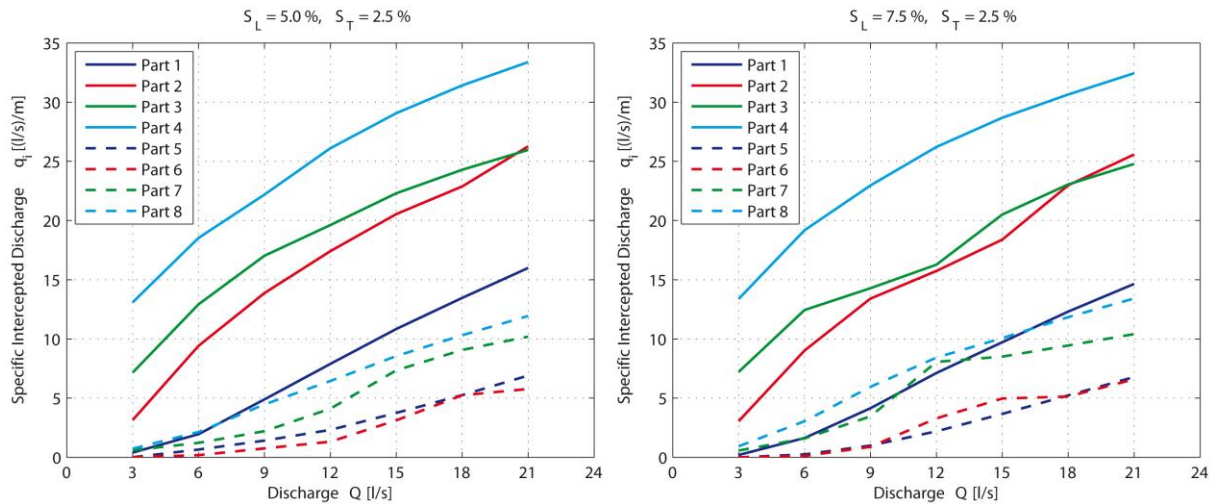 S_L = 5.0 %,   S_T = 2.5 %
35
30
25
20
15
10
5
0
Specific Intercepted Discharge   q_i [(l/s)/m]
Part 1
Part 2
Part 3
Part 4
Part 5
Part 6
Part 7
Part 8
0 3 6 9 12 15 18 21 24
Discharge   Q [l/s]
S_L = 7.5 %,   S_T = 2.5 %
35
30
25
20
15
10
5
0
Specific Intercepted Discharge   q_i [(l/s)/m]
Part 1
Part 2
Part 3
Part 4
Part 5
Part 6
Part 7
Part 8
0 3 6 9 12 15 18 21 24
Discharge   Q [l/s]